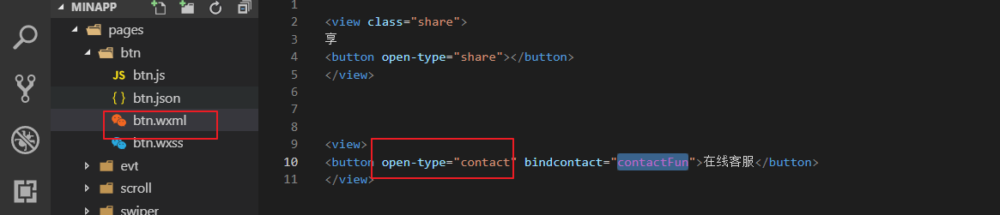 MINAPP
pages
btn
JS btn.js
{ } btn.json
btn.wxml
btn.wxss
evt
scroll
swiper
1
2 <view class="share">
3 享
4 <button open-type="share"></button>
5 </view>
6
7
8
9 <view>
10 <button open-type="contact" bindcontact="contactFun">在线客服</button>
11 </view>